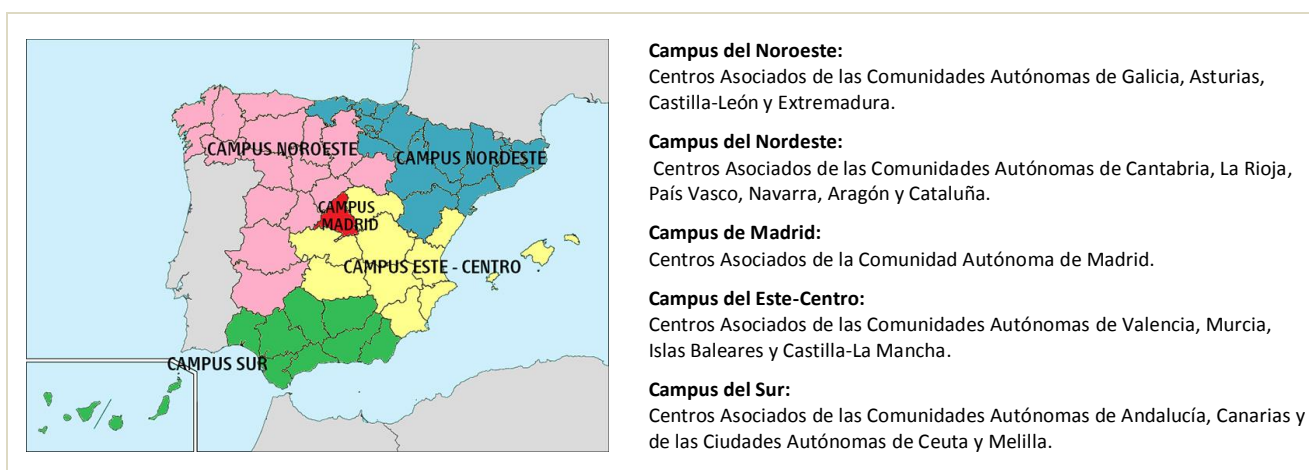 CAMPUS NOROESTE
CAMPUS NORDESTE
CAMPUS
MADRID
CAMPUS ESTE - CENTRO
CAMPUS SUR
Campus del Noroeste:
Centros Asociados de las Comunidades Autónomas de Galicia, Asturias,
Castilla-León y Extremadura.
Campus del Nordeste:
Centros Asociados de las Comunidades Autónomas de Cantabria, La Rioja,
País Vasco, Navarra, Aragón y Cataluña.
Campus de Madrid:
Centros Asociados de la Comunidad Autónoma de Madrid.
Campus del Este-Centro:
Centros Asociados de las Comunidades Autónomas de Valencia, Murcia,
Islas Baleares y Castilla-La Mancha.
Campus del Sur:
Centros Asociados de las Comunidades Autónomas de Andalucía, Canarias y
de las Ciudades Autónomas de Ceuta y Melilla.